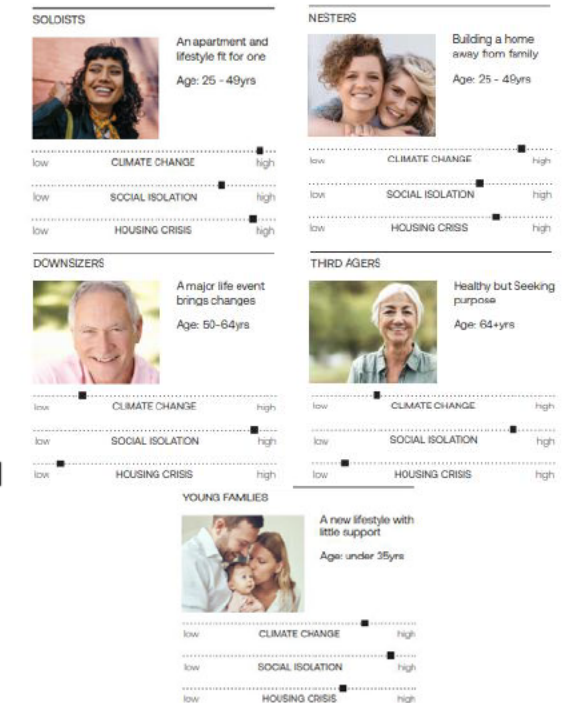 SOLOISTS
An apartment and
lifestyle fit for one
Age: 25 - 49yrs
low CLIMATE CHANGE high
low SOCIAL ISOLATION high
low HOUSING CRISIS high
NESTERS
Building a home
away from family
Age: 25 - 49yrs
low CLIMATE CHANGE high
low SOCIAL ISOLATION high
low HOUSING CRISIS high
DOWNSIZERS
A major life event
brings changes
Age: 50-64yrs
low CLIMATE CHANGE high
low SOCIAL ISOLATION high
low HOUSING CRISIS high
THIRD AGERS
Healthy but Seeking
purpose
Age: 64+yrs
low CLIMATE CHANGE high
low SOCIAL ISOLATION high
low HOUSING CRISIS high
YOUNG FAMLIES
A new lifestyle with
little support
Age: under 35yrs
low CLIMATE CHANGE high
low SOCIAL ISOLATION high
low HOUSING CRISIS high